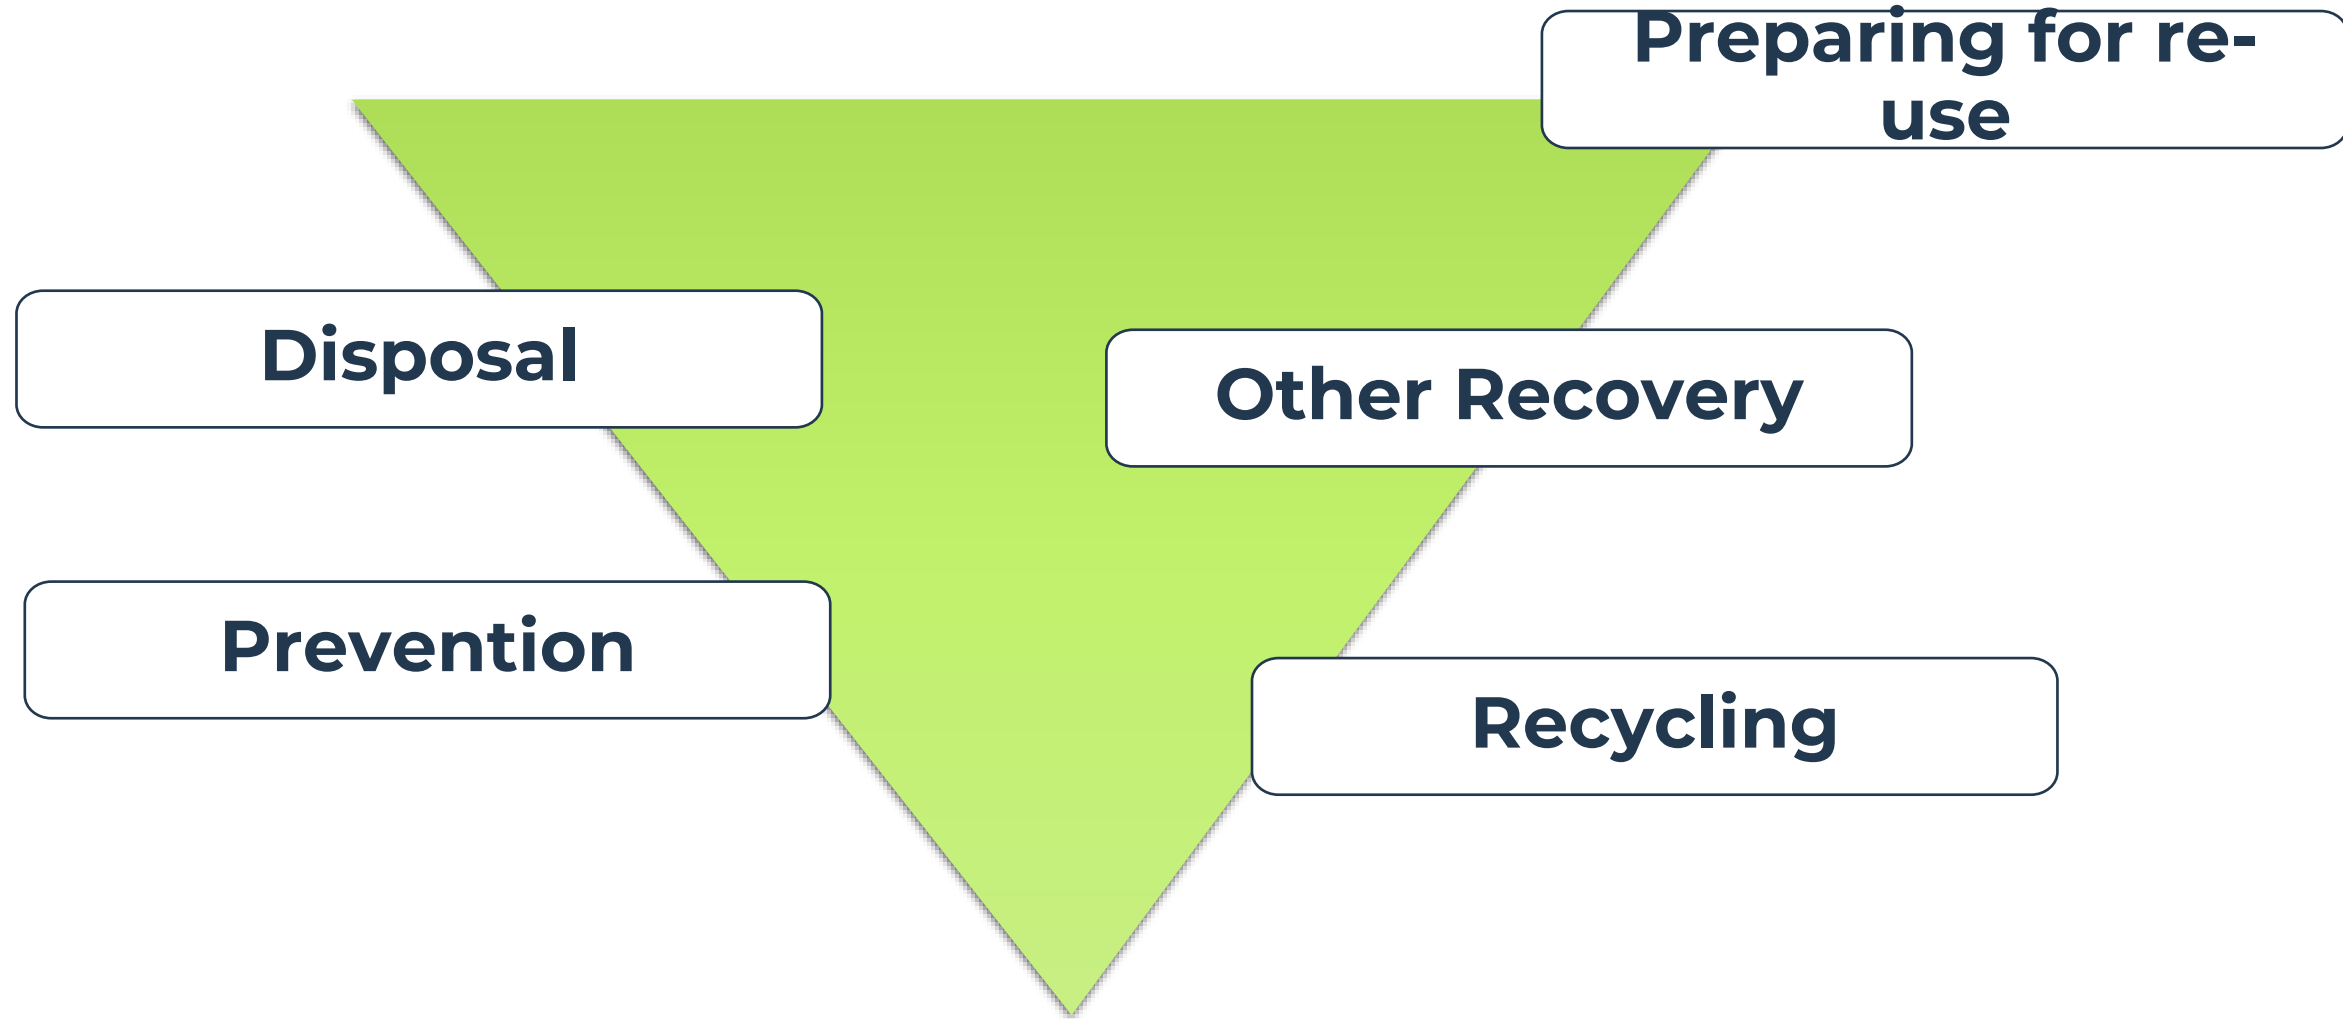 Preparing for re-
use
Disposal
Other Recovery
Prevention
Recycling